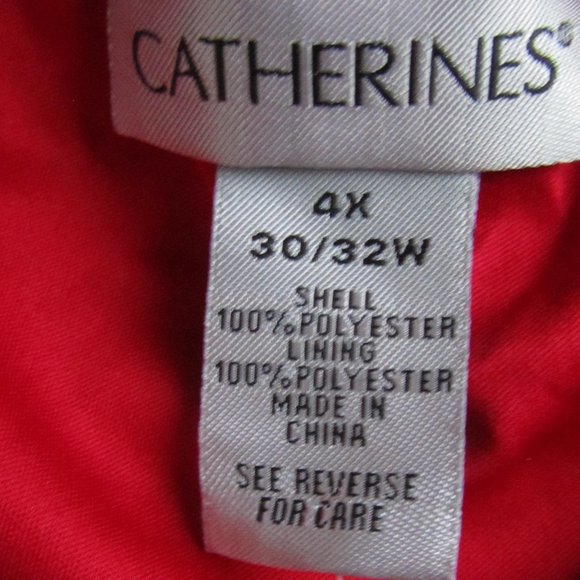 CATHERINES®
4X
30/32W
SHELL
100%POLYESTER
LINING
100%POLYESTER
MADE IN
CHINA
SEE REVERSE
FOR CARE